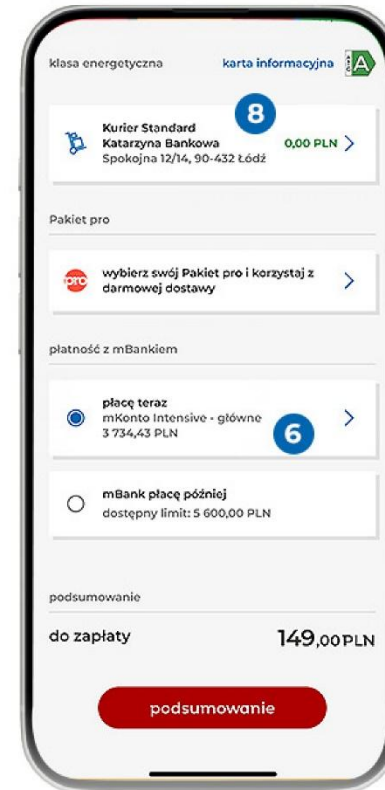 klasa energetyczna karta informacyjna A
8
Kurier Standard
Katarzyna Bankowa 0,00 PLN
Spokojna 12/14, 90-432 Łódź
Pakiet pro
pro wybierz swój Pakiet pro i korzystaj z
darmowej dostawy
płatność z mBankiem
płacę teraz
mKonto Intensive - główne
3 734,43 PLN
6
mBank płacę później
dostępny limit: 5 600,00 PLN
podsumowanie
do zapłaty 149,00 PLN
podsumowanie